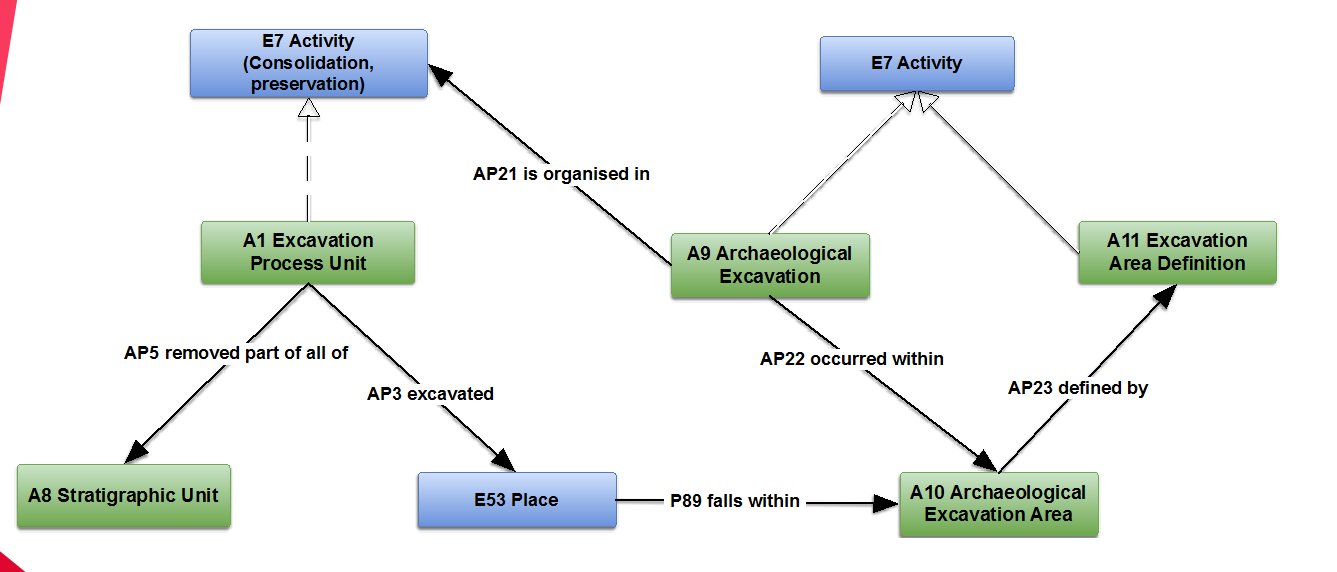 E7 Activity
(Consolidation,
preservation)
E7 Activity
AP21 is organised in
A1 Excavation
Process Unit
A9 Archaeological
Excavation
A11 Excavation
Area Definition
AP5 removed part of all of
AP3 excavated
AP22 occurred within
AP23 defined by
A8 Stratigraphic Unit
E53 Place
P89 falls within
A10 Archaeological
Excavation Area